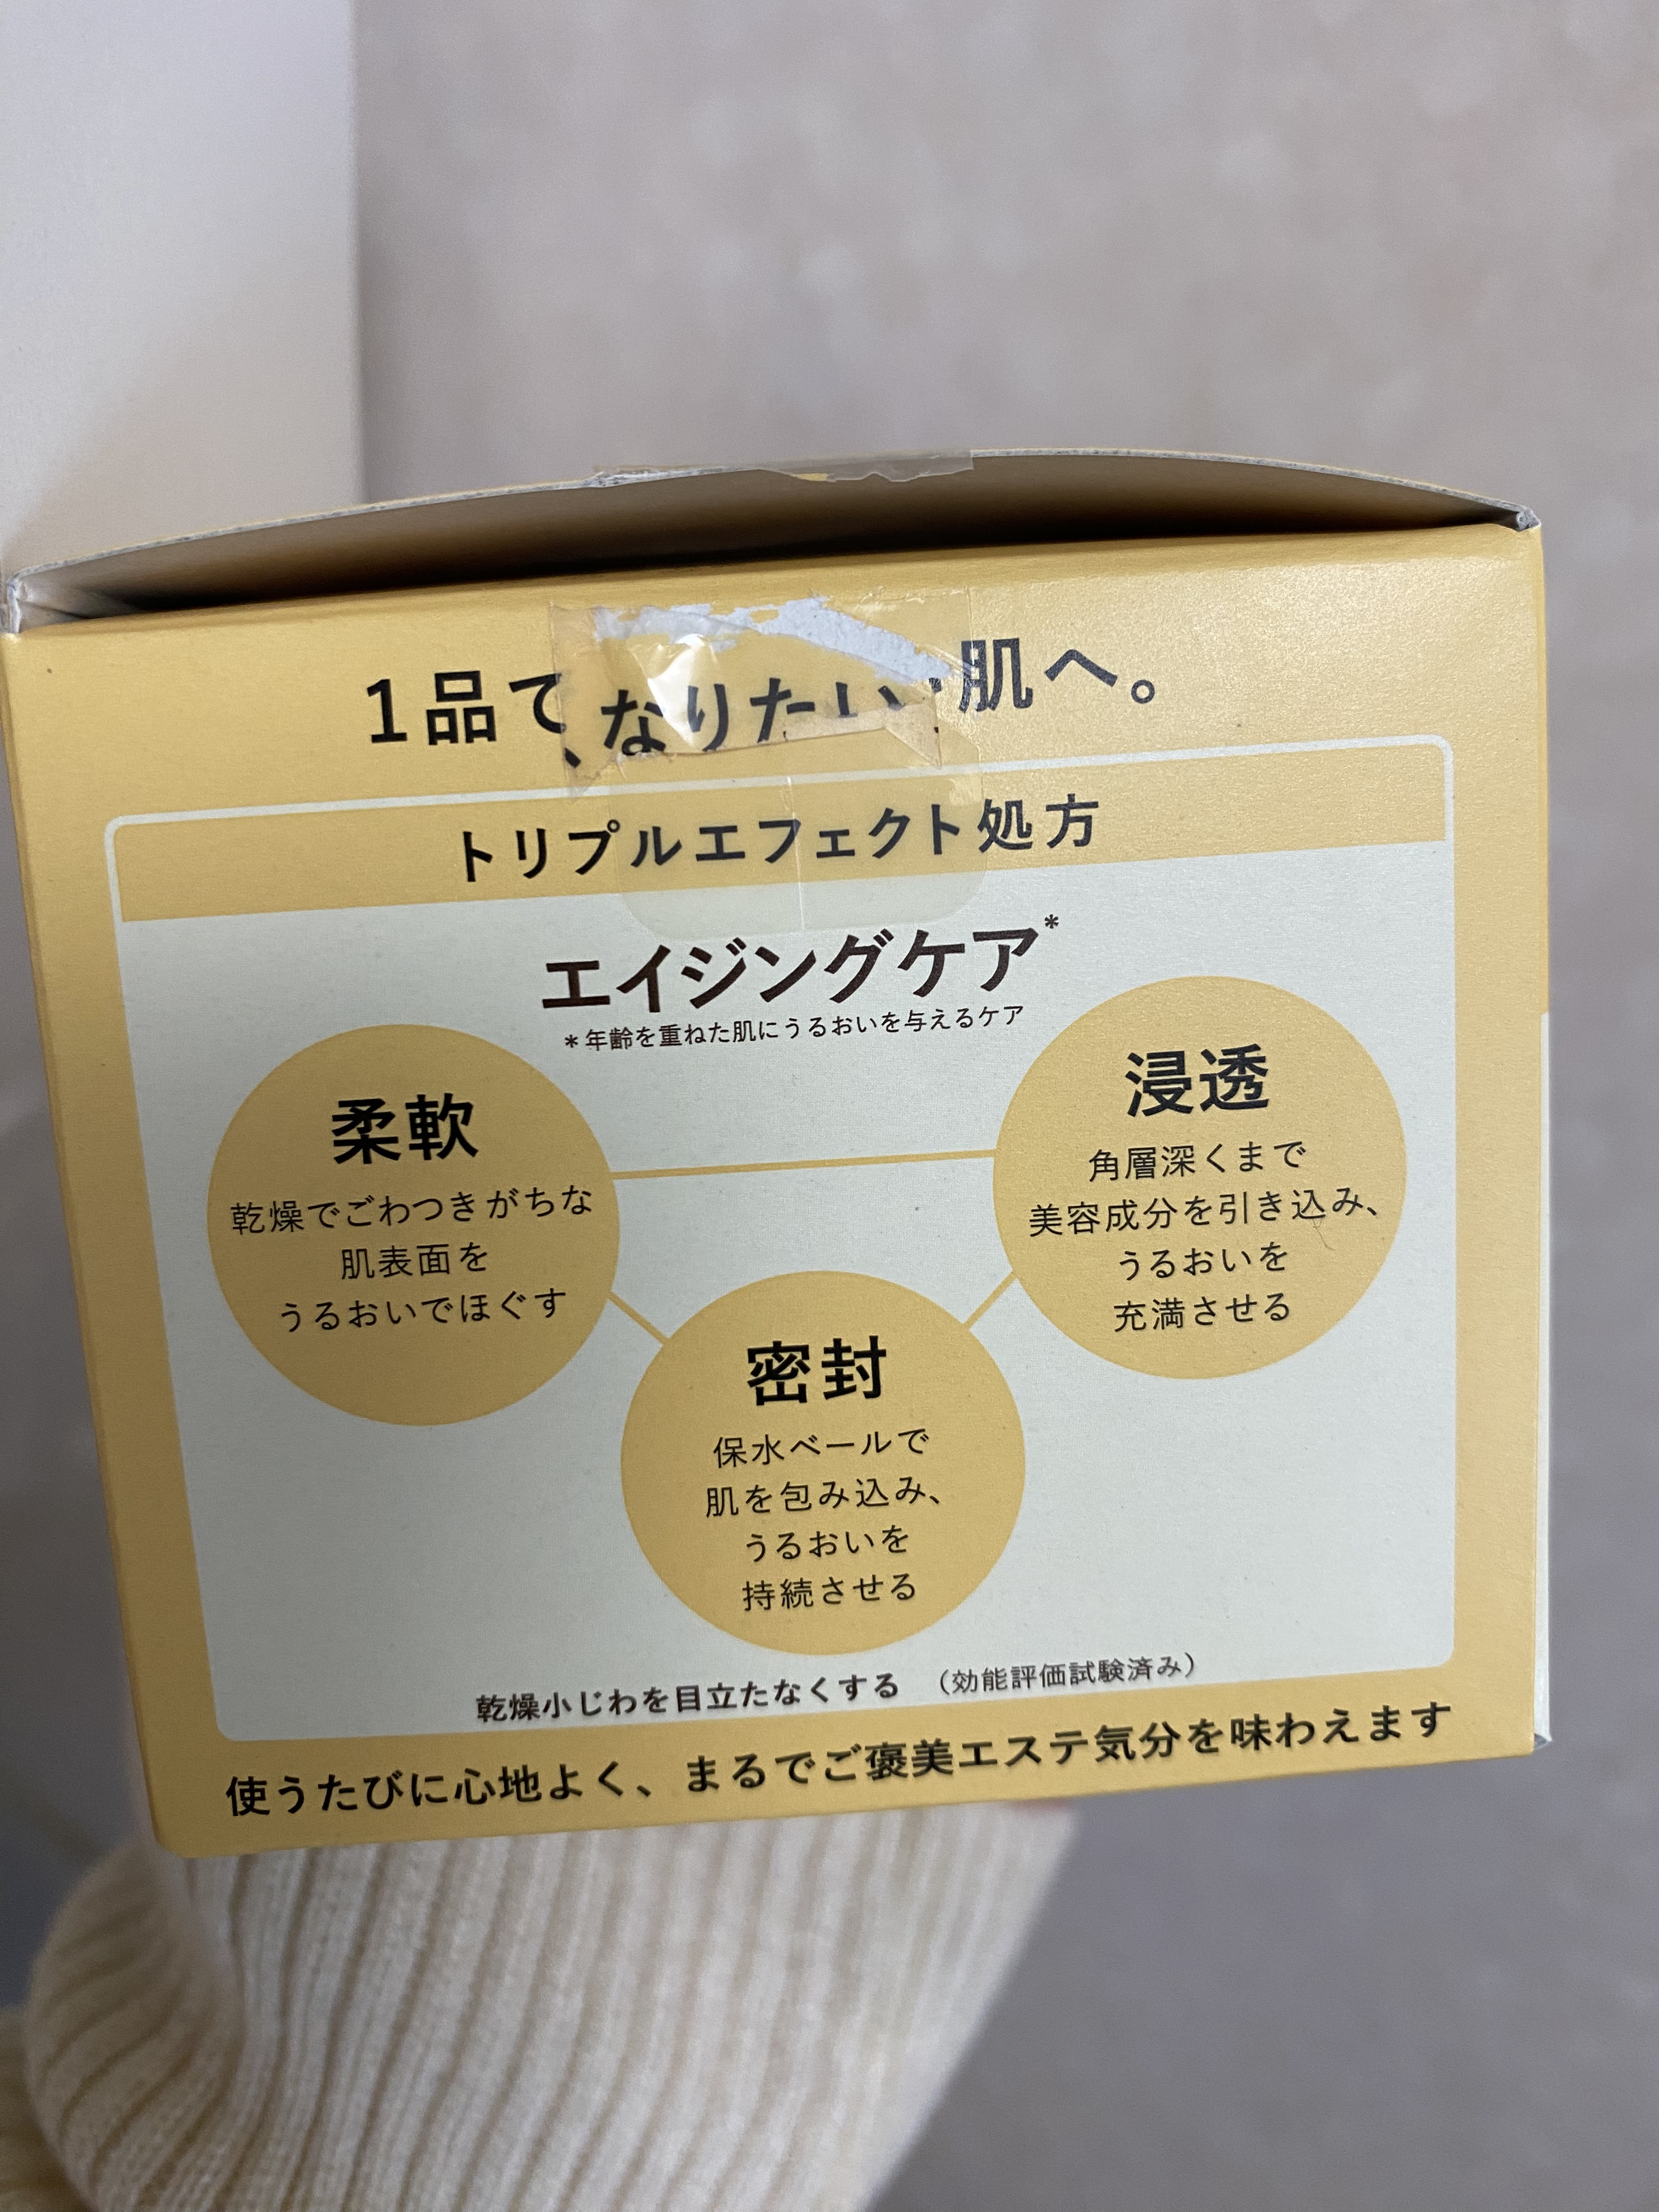 1品で、なりたい肌へ。
トリプルエフェクト処方
エイジングケア*
*年齢を重ねた肌にうるおいを与えるケア
柔軟
乾燥でごわつきがちな
肌表面を
うるおいでほぐす
浸透
角層深くまで
美容成分を引き込み、
うるおいを
充満させる
密封
保水ベールで
肌を包み込み、
うるおいを
持続させる
乾燥小じわを目立たなくする （効能評価試験済み）
使うたびに心地よく、まるでご褒美エステ気分を味わえます